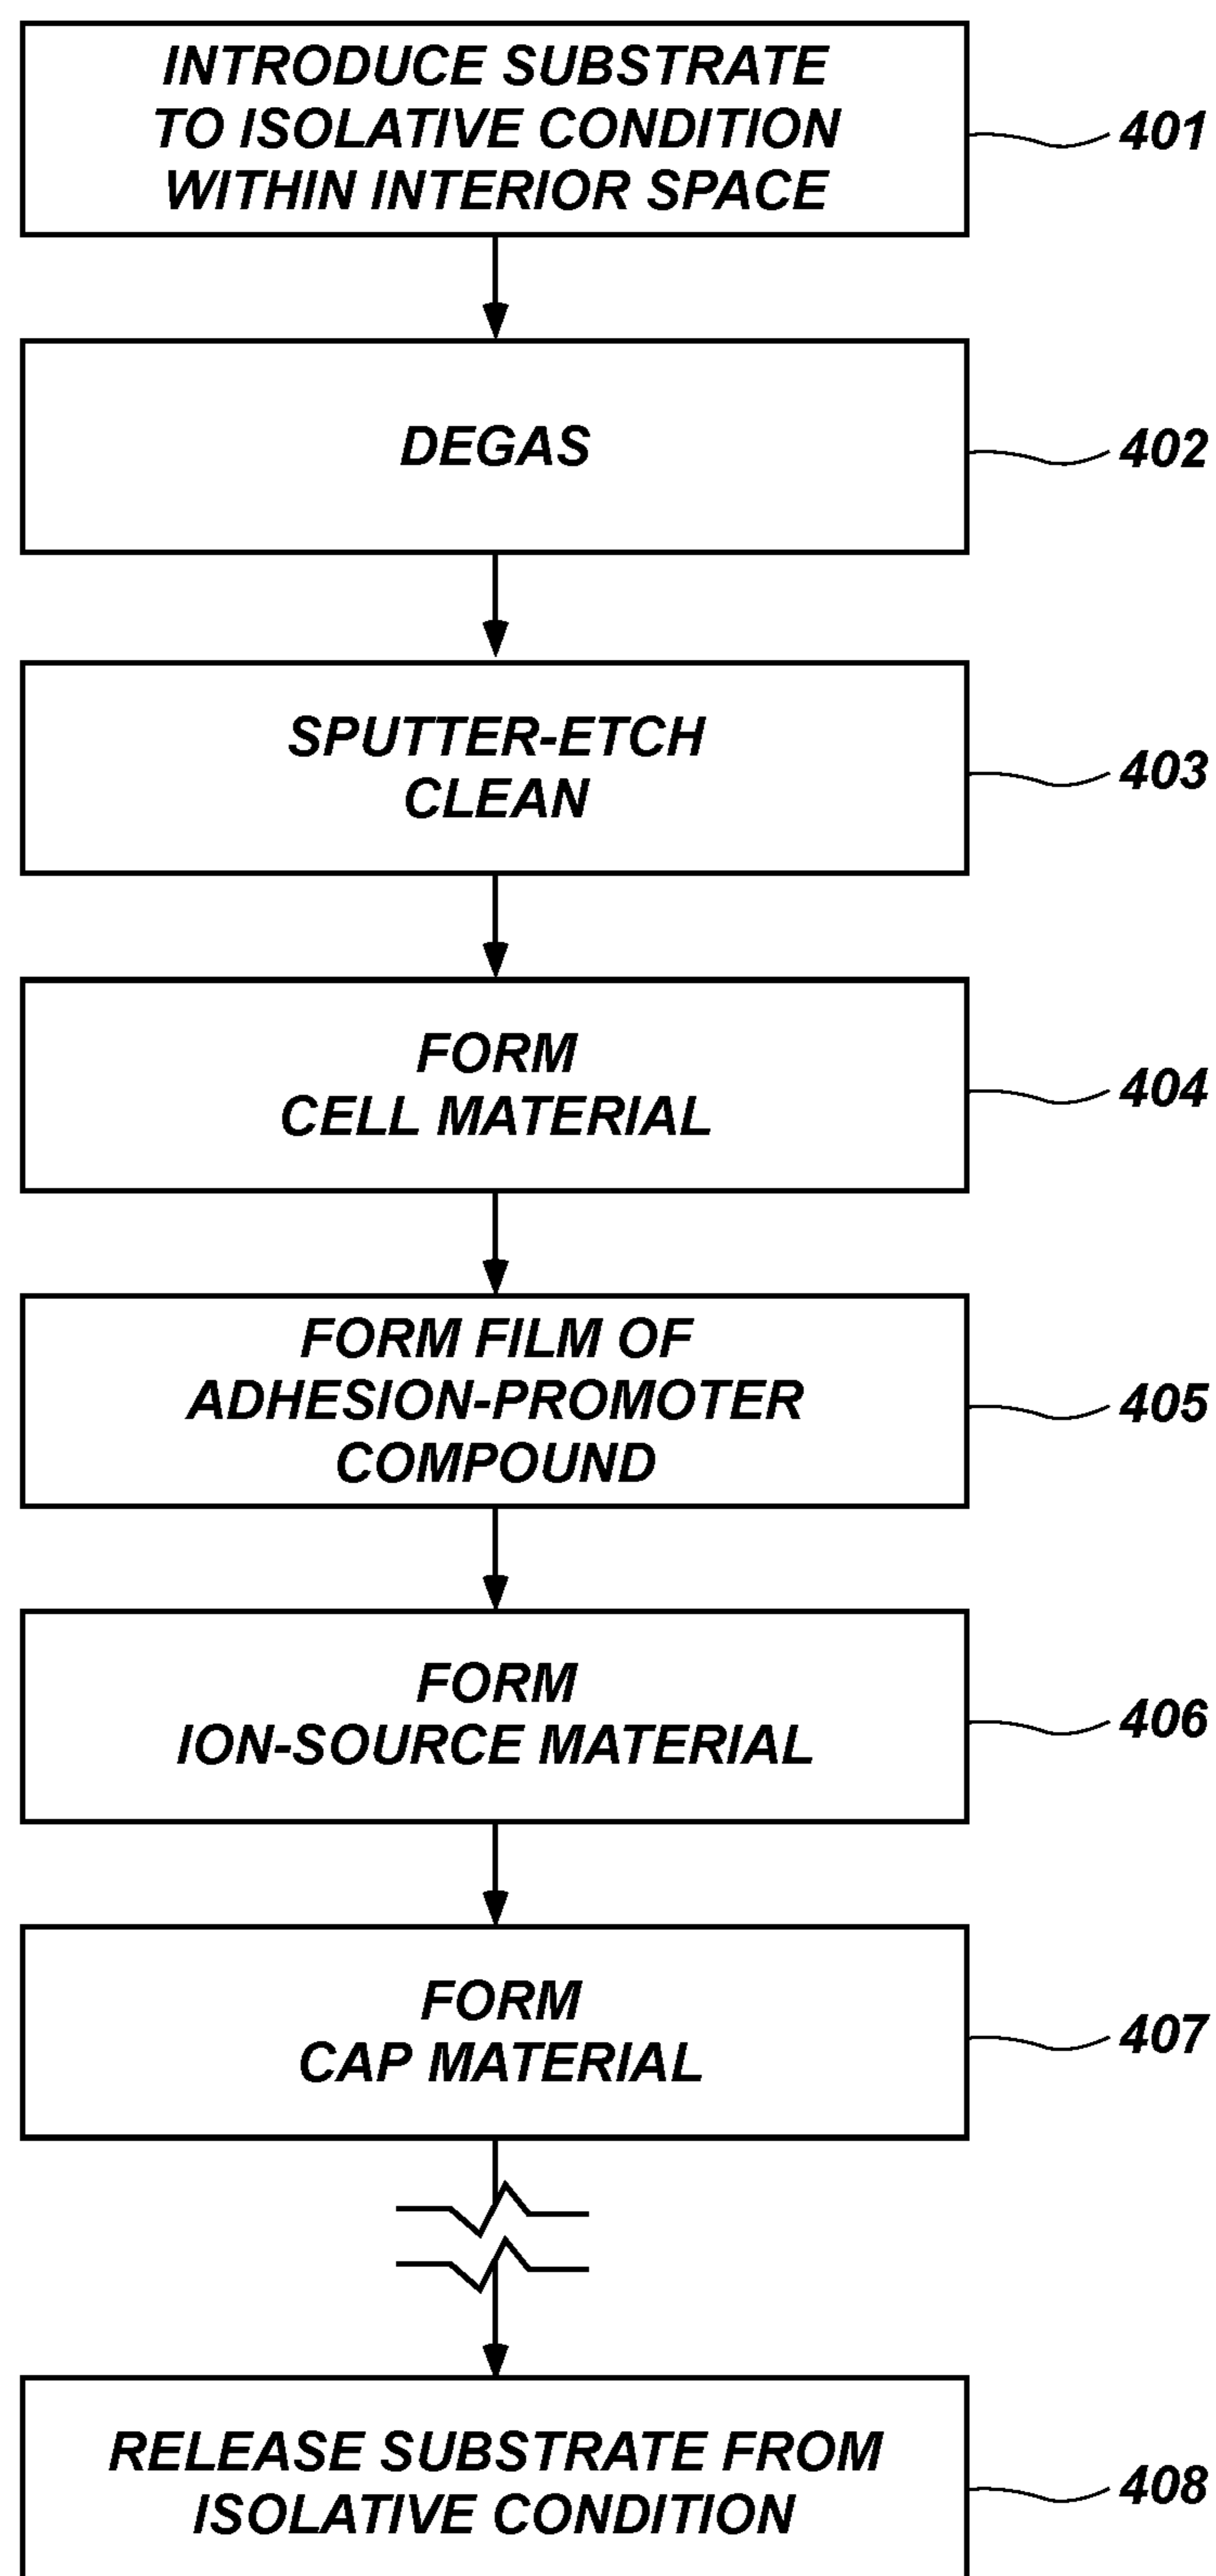 INTRODUCE SUBSTRATE
TO ISOLATIVE CONDITION
WITHIN INTERIOR SPACE
401
DEGAS
402
SPUTTER-ETCH
CLEAN
403
FORM
CELL MATERIAL
404
FORM FILM OF
ADHESION-PROMOTER
COMPOUND
405
FORM
ION-SOURCE MATERIAL
406
FORM
CAP MATERIAL
407
RELEASE SUBSTRATE FROM
ISOLATIVE CONDITION
408